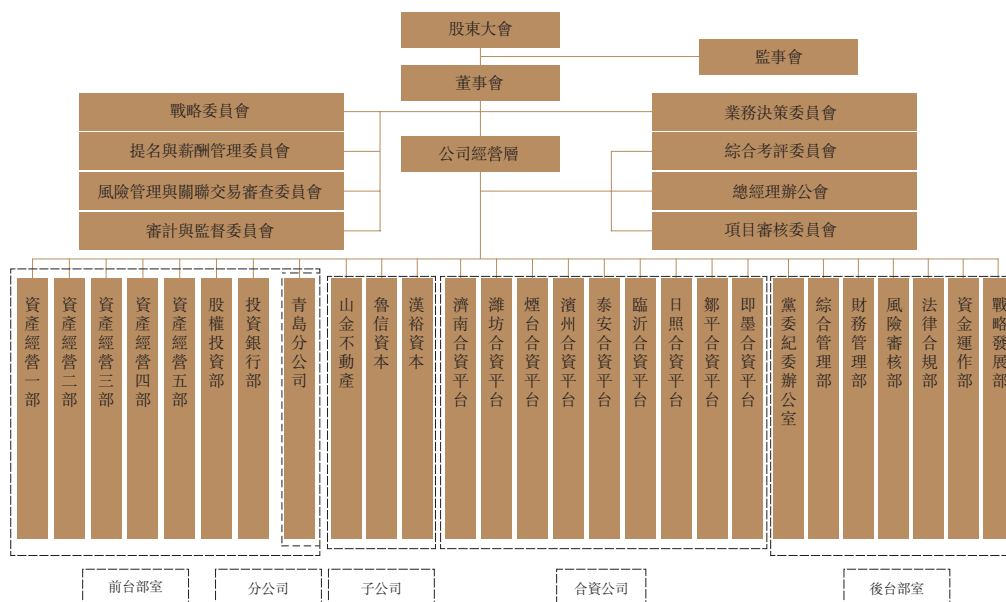 股東大會
監事會
董事會
戰略委員會
業務決策委員會
提名與薪酬管理委員會
公司經營層
綜合考評委員會
風險管理與關聯交易審查委員會
總經理辦公會
審計與監督委員會
項目審核委員會
資產經營一部
資產經營二部
資產經營三部
資產經營四部
資產經營五部
股權投資部
投資銀行部
青島分公司
山金不動產
魯信資本
漢裕資本
濟南合資平台
濰坊合資平台
煙台合資平台
濱州合資平台
泰安合資平台
臨沂合資平台
日照合資平台
鄒平合資平台
即墨合資平台
黨委紀委辦公室
綜合管理部
財務管理部
風險審核部
法律合規部
資金運作部
戰略發展部
前台部室
分公司
子公司
合資公司
後台部室